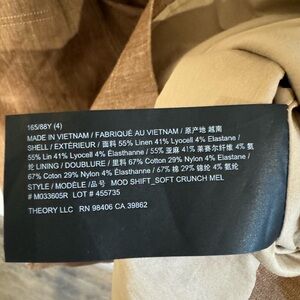 165/88Y (4)
MADE IN VIETNAM / FABRIQUÉ AU VIETNAM / 原产地 越南
SHELL / EXTÉRIEUR / 面料 55% Linen 41% Lyocell 4% Elastane /
55% Lin 41% Lyocell 4% Élasthanne / 55% 亚麻 41% 莱赛尔纤维 4% 氨
纶 LINING / DOUBLURE / 里料 67% Cotton 29% Nylon 4% Elastane /
67% Coton 29% Nylon 4% Élasthanne / 67% 棉 29% 锦纶 4% 氨纶
STYLE / MODÈLE / 品号 MOD SHIFT_SOFT CRUNCH MEL
# M033605R LOT # 455735
THEORY LLC RN 98406 CA 39862